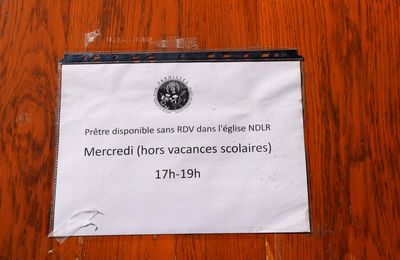 Prêtre disponible sans RDV dans l'église NDLR
Mercredi (hors vacances scolaires)
17h-19h